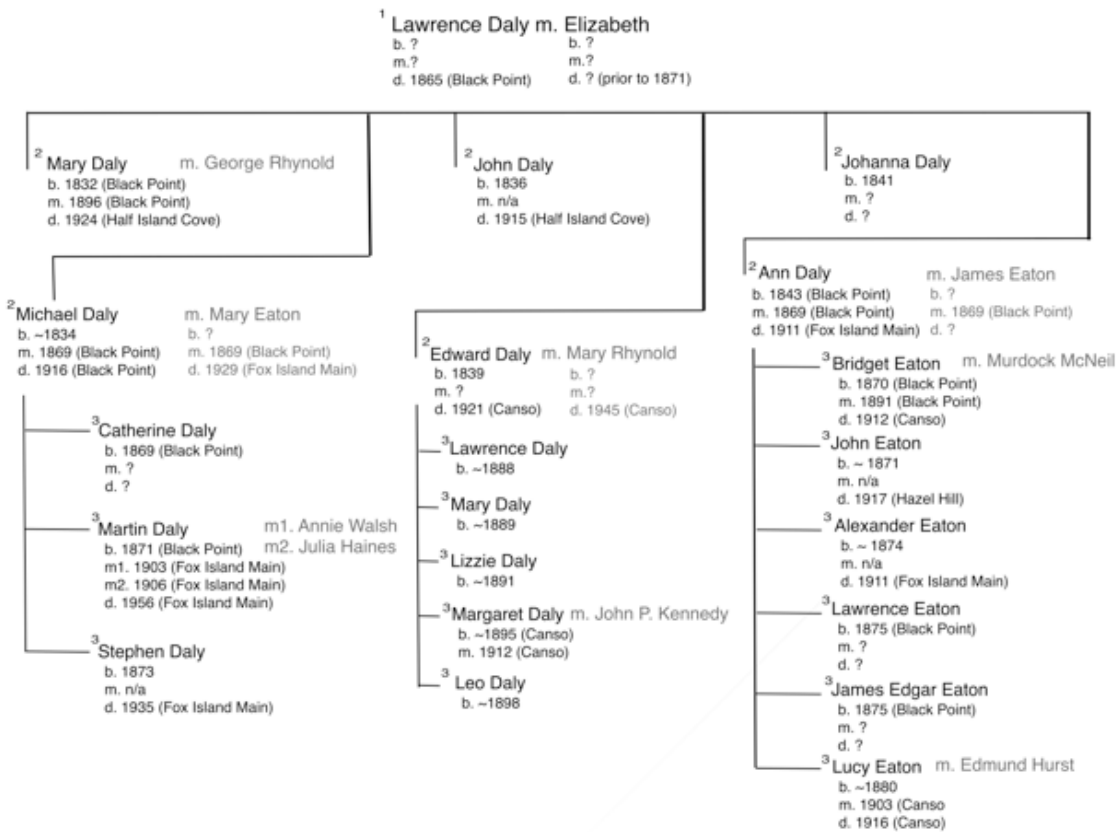 1 Lawrence Daly m. Elizabeth
b. ? b. ?
m. ? m.?
d. 1865 (Black Point) d. ? (prior to 1871)
2 Mary Daly m. George Rhynold
b. 1832 (Black Point)
m. 1896 (Black Point)
d. 1924 (Half Island Cove)
2 John Daly
b. 1836
m. n/a
d. 1915 (Half Island Cove)
2 Johanna Daly
b. 1841
m. ?
d. ?
2 Michael Daly m. Mary Eaton
b. ~1834 b. ?
m. 1869 (Black Point) m. 1869 (Black Point)
d. 1916 (Black Point) d. 1929 (Fox Island Main)
3 Catherine Daly
b. 1869 (Black Point)
m. ?
d. ?
3 Martin Daly m1. Annie Walsh
b. 1871 (Black Point) m2. Julia Haines
m1. 1903 (Fox Island Main)
m2. 1906 (Fox Island Main)
d. 1956 (Fox Island Main)
3 Stephen Daly
b. 1873
m. n/a
d. 1935 (Fox Island Main)
2 Edward Daly m. Mary Rhynold
b. 1839 b. ?
m. ? m.?
d. 1921 (Canso) d. 1945 (Canso)
3 Lawrence Daly
b. ~1888
3 Mary Daly
b. ~1889
3 Lizzie Daly
b. ~1891
3 Margaret Daly m. John P. Kennedy
b. ~1895 (Canso)
m. 1912 (Canso)
3 Leo Daly
b. ~1898
2 Ann Daly m. James Eaton
b. 1843 (Black Point) b. ?
m. 1869 (Black Point) m. 1869 (Black Point)
d. 1911 (Fox Island Main) d. ?
3 Bridget Eaton m. Murdock McNeil
b. 1870 (Black Point)
m. 1891 (Black Point)
d. 1912 (Canso)
3 John Eaton
b. ~ 1871
m. n/a
d. 1917 (Hazel Hill)
3 Alexander Eaton
b. ~ 1874
m. n/a
d. 1911 (Fox Island Main)
3 Lawrence Eaton
b. 1875 (Black Point)
m. ?
d. ?
3 James Edgar Eaton
b. 1875 (Black Point)
m. ?
d. ?
3 Lucy Eaton m. Edmund Hurst
b. ~1880
m. 1903 (Canso
d. 1916 (Canso)